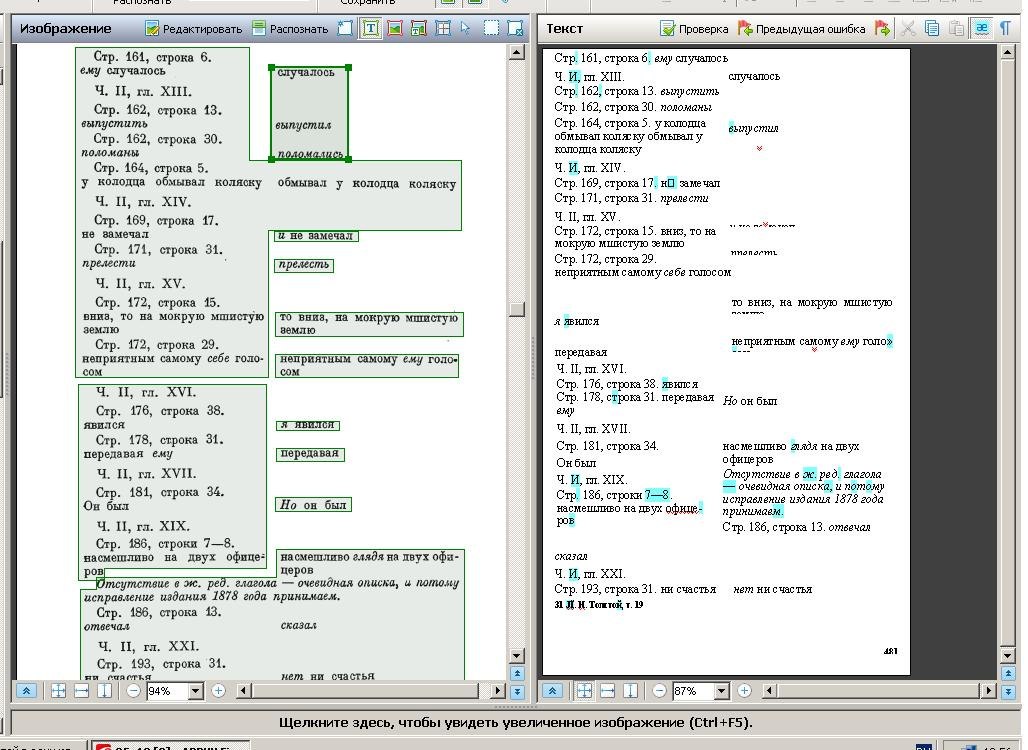 Распознать
Сохранить
Изображение
Редактировать
Распознать
Текст
Проверка
Предыдущая ошибка
Стр. 161, строка 6.
ему случалось
случалось
Ч. II, гл. XIII.
Стр. 162, строка 13.
выпустить
выпустил
Стр. 162, строка 30.
поломаны
поломались
Стр. 164, строка 5.
у колодца обмывал коляску
обмывал у колодца коляску
Ч. II, гл. XIV.
Стр. 169, строка 17.
не замечал
и не замечал
Стр. 171, строка 31.
прелести
прелесть
Ч. II, гл. XV.
Стр. 172, строка 15.
вниз, то на мокрую мшистую
землю
то вниз, на мокрую мшистую
землю
Стр. 172, строка 29.
неприятным самому себе голо-
сом
неприятным самому ему голо-
сом
Ч. II, гл. XVI.
Стр. 176, строка 38.
явился
я явился
Стр. 178, строка 31.
передавая ему
передавая
Ч. II, гл. XVII.
Стр. 181, строка 34.
Он был
Но он был
Ч. II, гл. XIX.
Стр. 186, строки 7—8.
насмешливо на двух офице-
ров
насмешливо глядя на двух офи-
церов
Отсутствие в ж. ред. глагола — очевидная описка, и потому
исправление издания 1878 года принимаем.
Стр. 186, строка 13.
отвечал
сказал
Ч. II, гл. XXI.
Стр. 193, строка 31.
ни счастья
нет ни счастья
Стр. 161, строка 6. ему случалось
Ч. И, гл. XIII.
случалось
Стр. 162, строка 13. выпустить
Стр. 162, строка 30. поломаны
Стр. 164, строка 5. у колодца
обмывал коляску обмывал у
колодца коляску
выпустил
Ч. И, гл. XIV.
Стр. 169, строка 17. н□ замечал
Стр. 171, строка 31. прелести
Ч. II, гл. XV.
Стр. 172, строка 15. вниз, то на
мокрую мшистую землю
Стр. 172, строка 29.
прелесть
неприятным самому себе голосом
то вниз, на мокрую мшистую
я явился
неприятным самому ему голо»
передавая
Ч. II, гл. XVI.
Стр. 176, строка 38. явился
Стр. 178, строка 31. передавая
ему
Но он был
Ч. II, гл. XVII.
Стр. 181, строка 34.
Он был
Ч. И, гл. XIX.
Стр. 186, строки 7—8.
насмешливо на двух офице-
ров
насмешливо глядя на двух
офицеров
Отсутствие в ж. ред. глагола
— очевидная описка, и потому
исправление издания 1878 года
принимаем.
Стр. 186, строка 13. отвечал
сказал
Ч. И, гл. XXI.
Стр. 193, строка 31. ни счастья
нет ни счастья
31 Л. Н. Толстой, т. 19
481
94%
87%
Щелкните здесь, чтобы увидеть увеличенное изображение (Ctrl+F5).